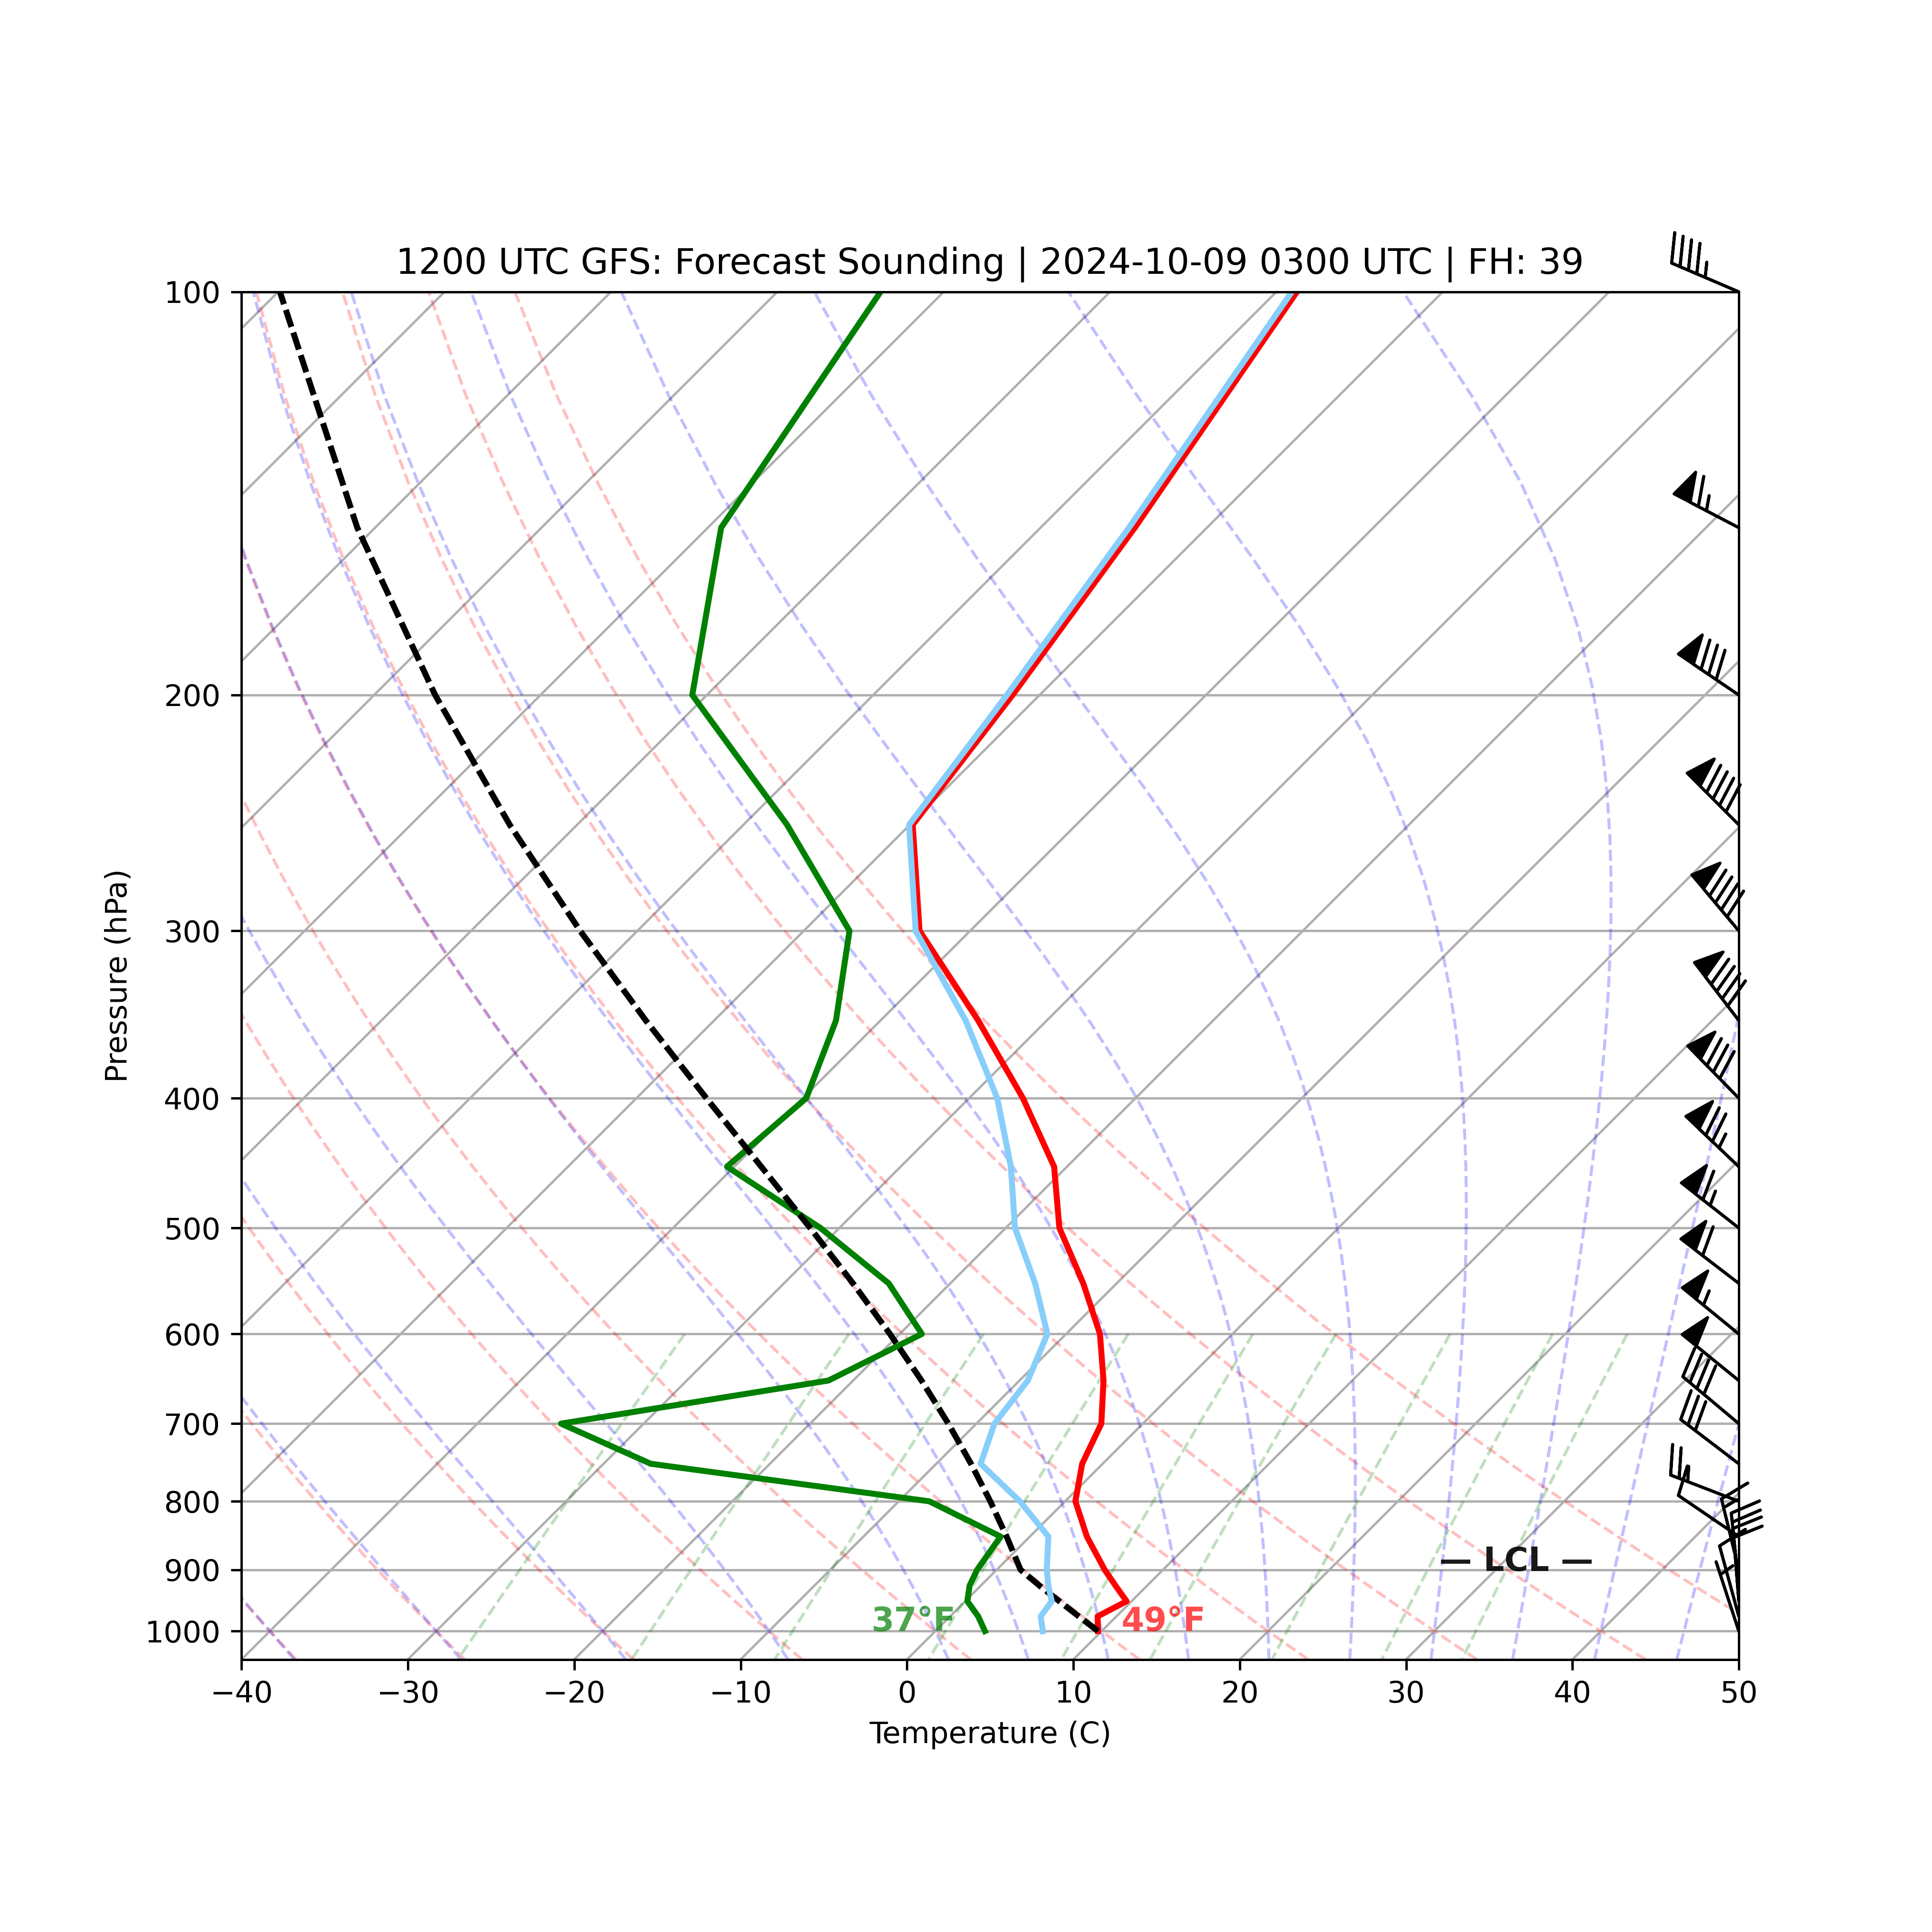 1200 UTC GFS: Forecast Sounding | 2024-10-09 0300 UTC | FH: 39
100
200
300
400
500
600
700
800
900
1000
Pressure (hPa)
— LCL —
37°F
49°F
−40 −30 −20 −10 0 10 20 30 40 50
Temperature (C)